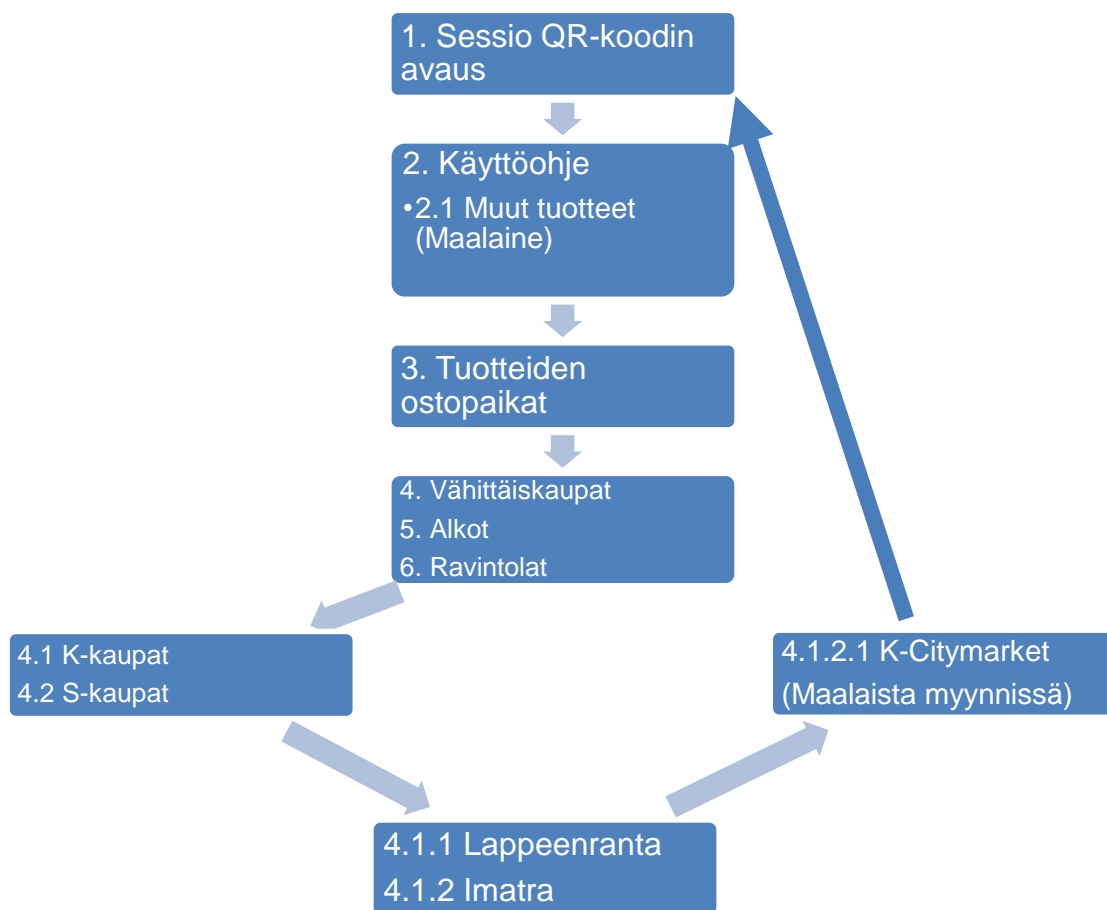 1. Sessio QR-koodin
avaus
2. Käyttöohje
•2.1 Muut tuotteet
(Maalaine)
3. Tuotteiden
ostopaikat
4. Vähittäiskaupat
5. Alkot
6. Ravintolat
4.1 K-kaupat
4.2 S-kaupat
4.1.2.1 K-Citymarket
(Maalaista myynnissä)
4.1.1 Lappeenranta
4.1.2 Imatra